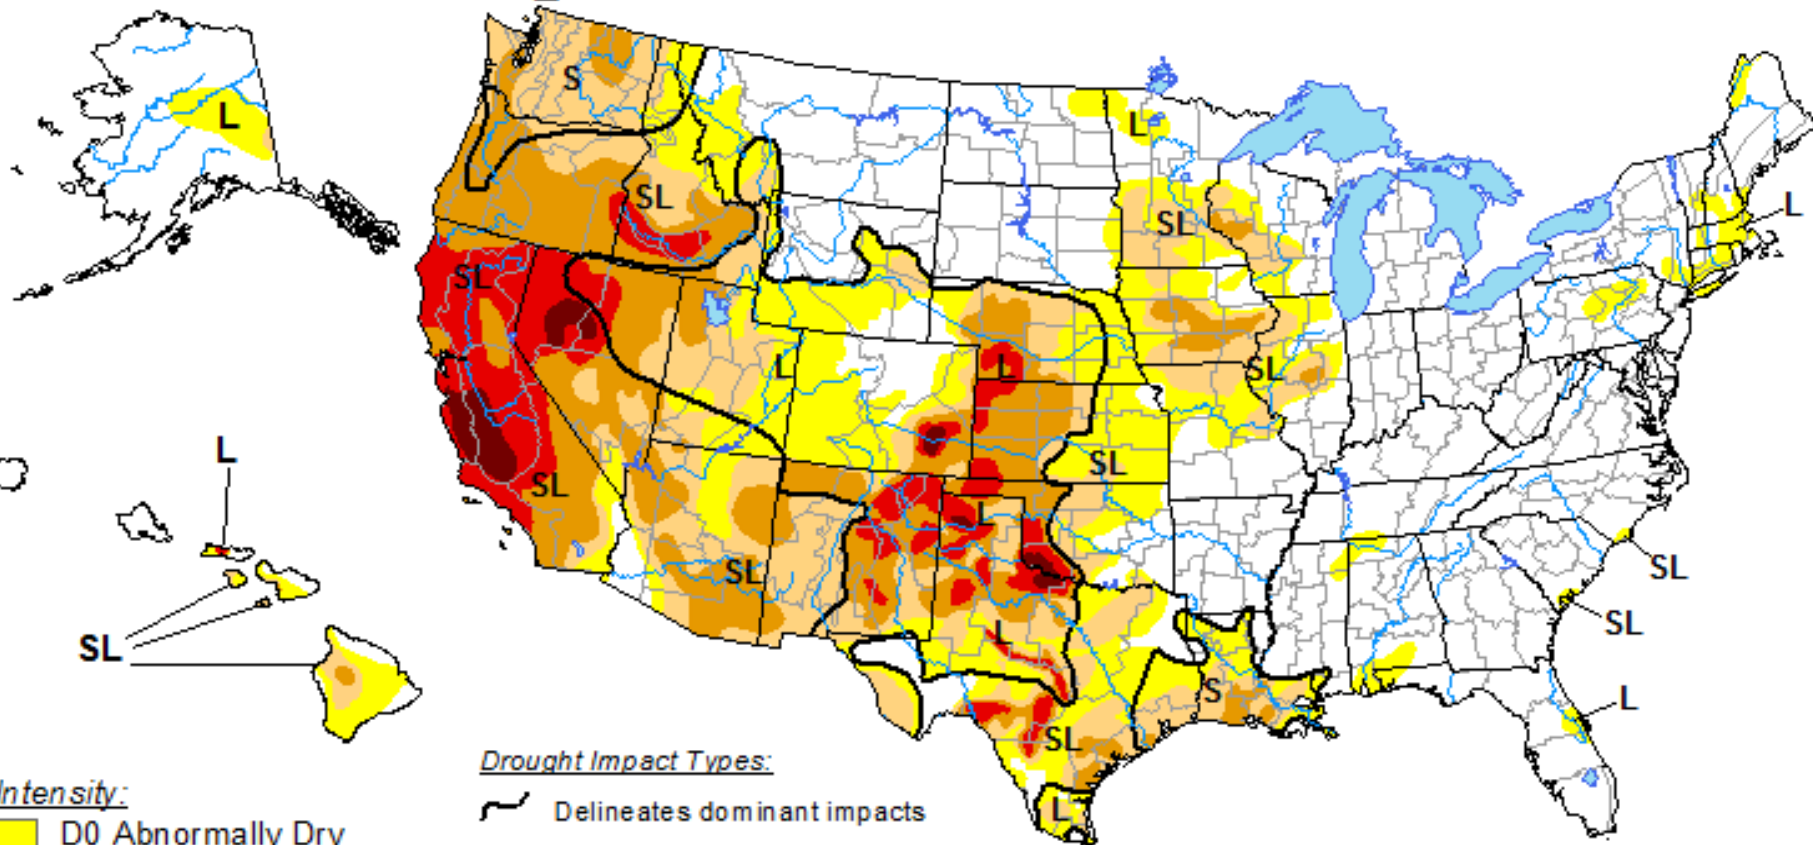 S
L
L
SL
SL
L
SL
L
L
SL
L
SL
SL
L
SL
SL
L
SL
SL
S
L
SL
SL
L
Drought Impact Types:
Delineates dominant impacts
Intensity:
D0 Abnormally Dry